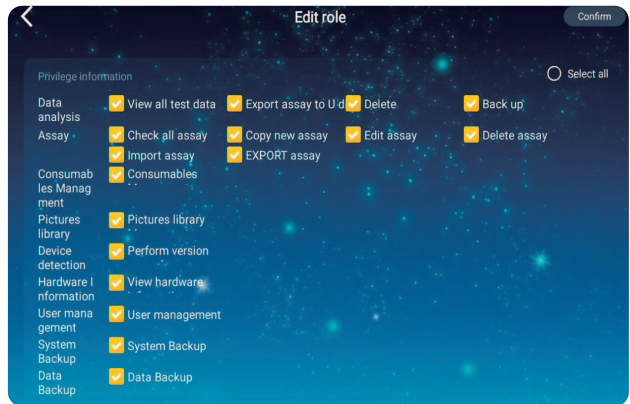 Edit role
Confirm
Privilege information
Select all
Data
analysis
View all test data
Export assay to U d
Delete
Back up
Assay
Check all assay
Copy new assay
Edit assay
Delete assay
Import assay
EXPORT assay
Consumab
les Manag
ment
Consumables
Pictures
library
Pictures library
Device
detection
Perform version
Hardware I
nformation
View hardware
User mana
gement
User management
System
Backup
System Backup
Data
Backup
Data Backup